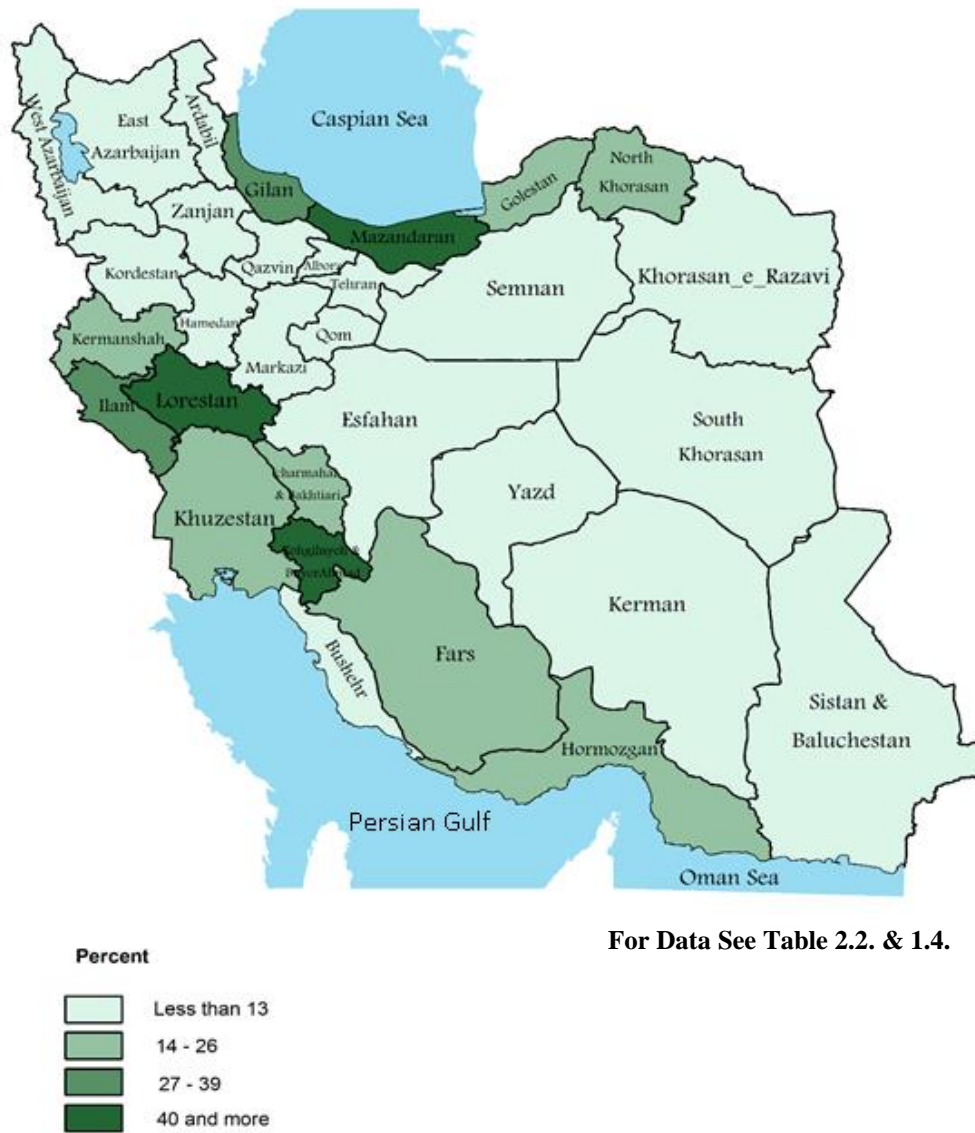 Caspian Sea
West Azarbaijan
East
Azarbaijan
Ardabil
Gilan
Zanjan
Mazandaran
Golestan
North
Khorasan
Kordestan
Qazvin
Alborz
Tehran
Semnan
Khorasan_e_Razavi
Kermanshah
Hamedan
Qom
Markazi
Ilam
Lorestan
Esfahan
South
Khorasan
Yazd
Khuzestan
& Bakhtiari
Kerman
Fars
Bushehr
Sistan &
Baluchestan
Hormozgan
Persian Gulf
Oman Sea
For Data See Table 2.2. & 1.4.
Percent
Less than 13
14 - 26
27 - 39
40 and more